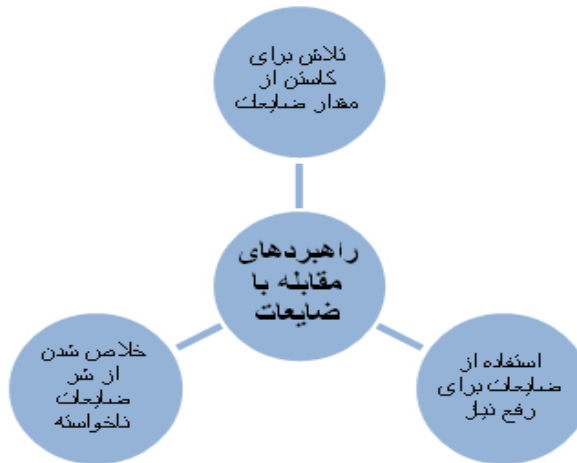 تلاش برای
کاستن از
مقدار ضایعات
راهبردهای
مقابله با
ضایعات
استفاده از
ضایعات برای
رفع نیاز
خلاص شدن
از شر
ضایعات
ناخواسته